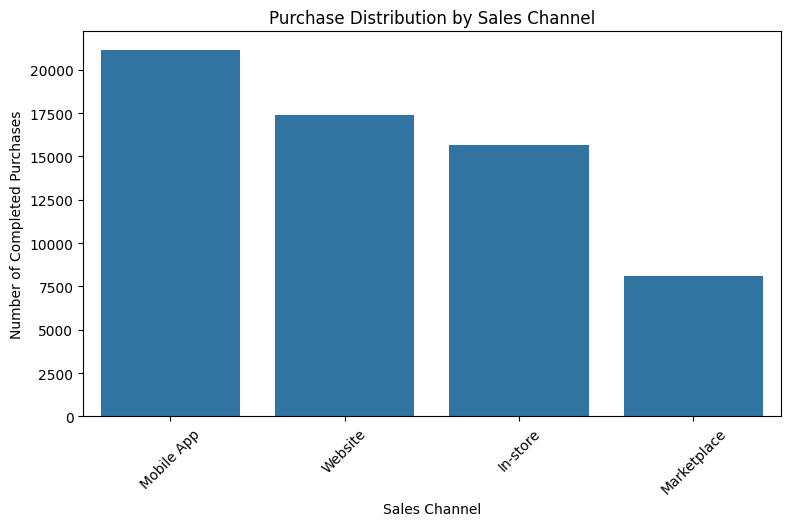 Purchase Distribution by Sales Channel
Number of Completed Purchases
20000
17500
15000
12500
10000
7500
5000
2500
0
Mobile App
Website
In-store
Marketplace
Sales Channel